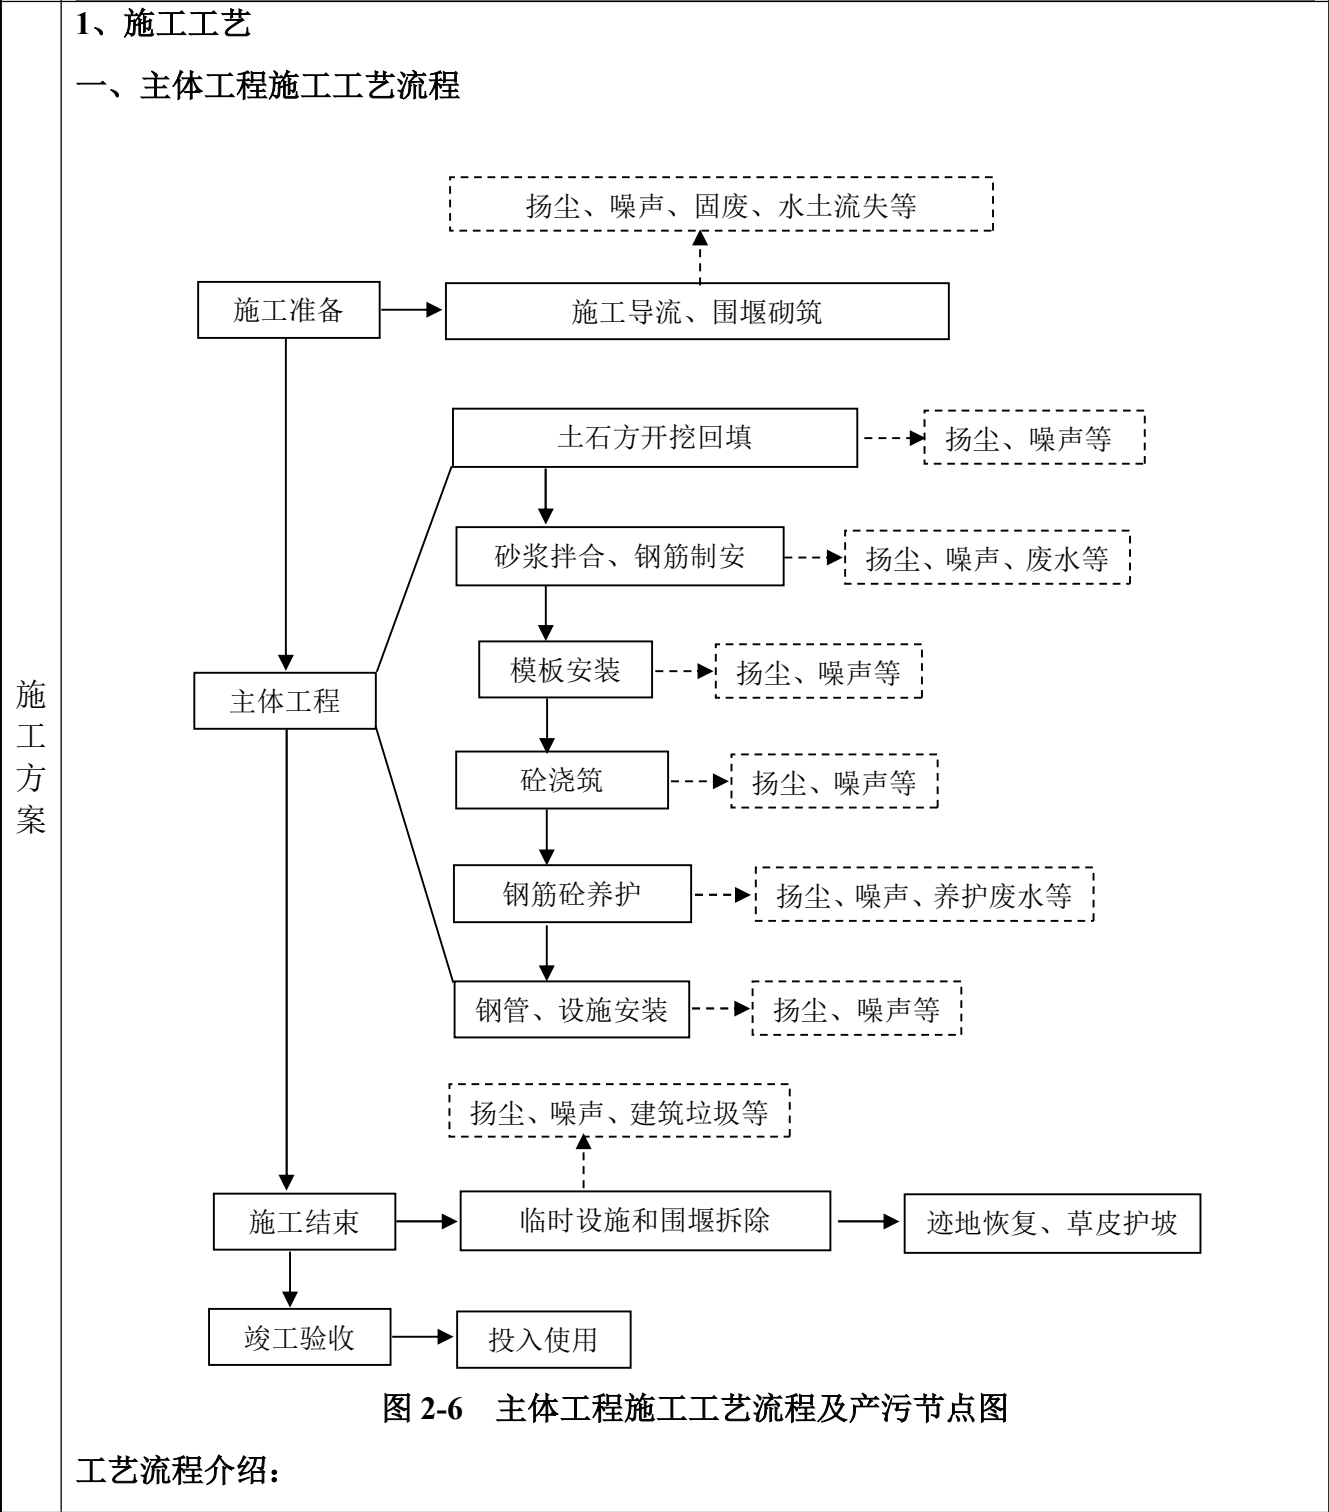 1、施工工艺
一、主体工程施工工艺流程
扬尘、噪声、固废、水土流失等
施工准备
施工导流、围堰砌筑
土石方开挖回填
扬尘、噪声等
砂浆拌合、钢筋制安
扬尘、噪声、废水等
模板安装
扬尘、噪声等
主体工程
砼浇筑
扬尘、噪声等
钢筋砼养护
扬尘、噪声、养护废水等
钢管、设施安装
扬尘、噪声等
扬尘、噪声、建筑垃圾等
施工结束
临时设施和围堰拆除
迹地恢复、草皮护坡
竣工验收
投入使用
图 2-6 主体工程施工工艺流程及产污节点图
工艺流程介绍：
施
工
方
案